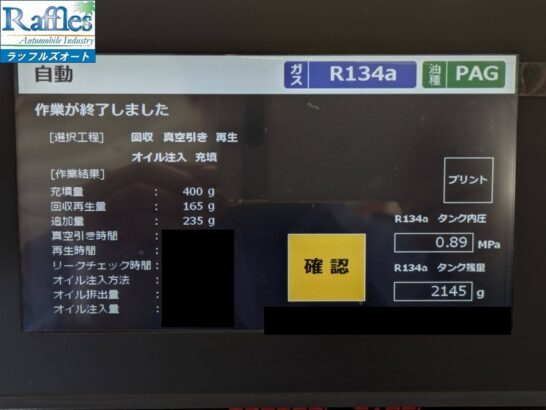 Raffles
Automobile Industry
ラッフルズオート
自動
ガス R134a 油種 PAG
作業が終了しました
[選択工程] 回収 真空引き 再生
オイル注入 充填
[作業結果]
充填量 : 400 g
回収再生量 : 165 g
追加量 : 235 g
真空引き時間 :
再生時間 :
リークチェック時間 :
オイル注入方法 :
オイル排出量 :
オイル注入量 :
プリント
確認
R134a タンク内圧
0.89 MPa
R134a タンク残量
2145 g